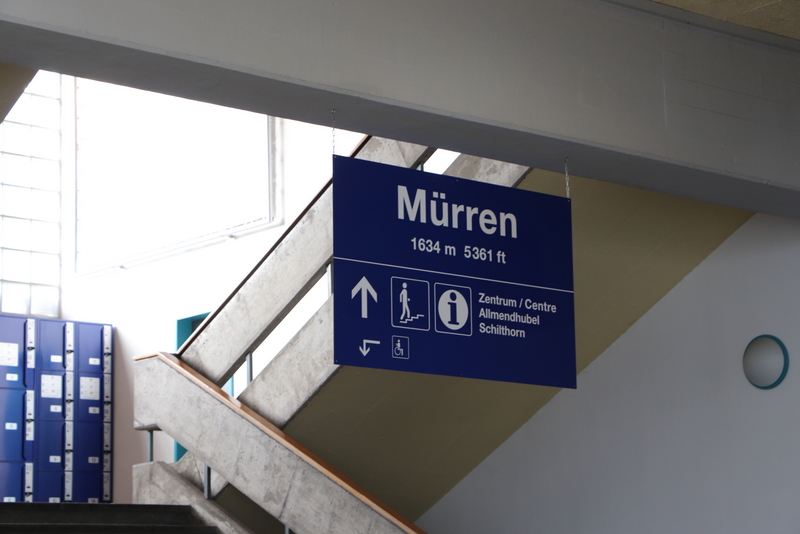 Mürren
1634 m 5361 ft
Zentrum / Centre
Allmendhubel
Schilthorn